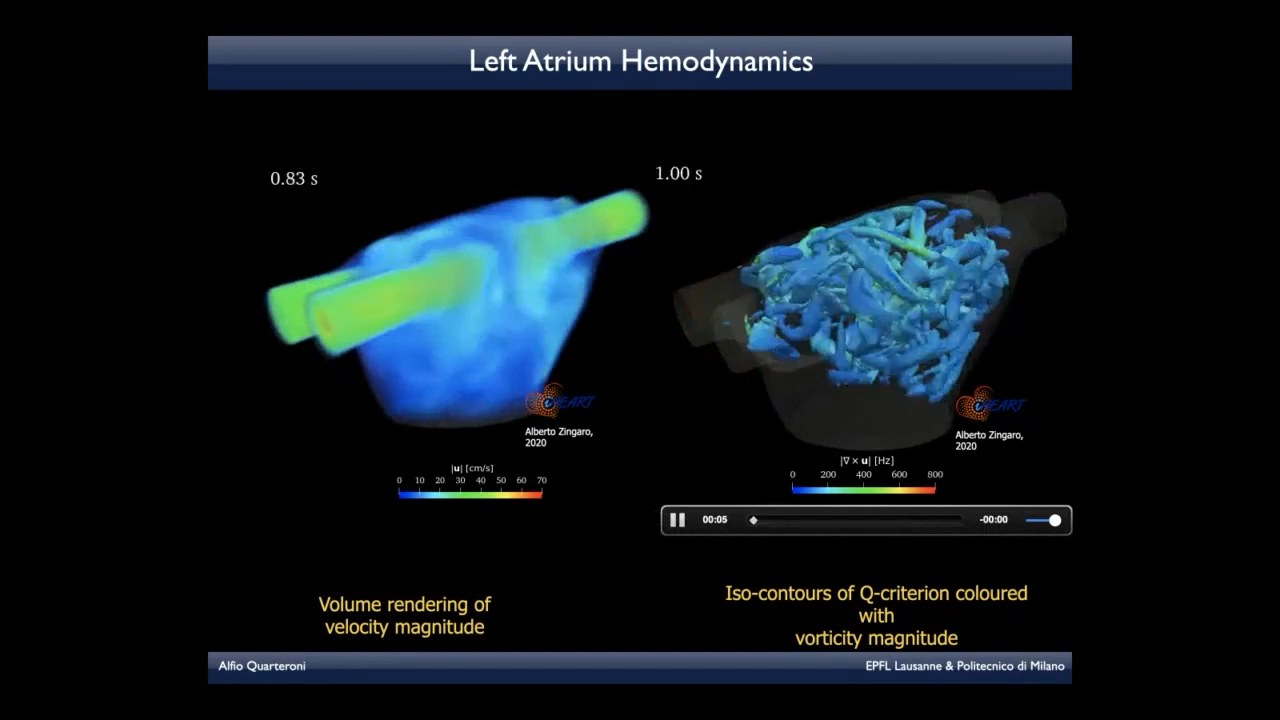 Left Atrium Hemodynamics
0.83 s
1.00 s
iHEART
Alberto Zingaro,
2020
iHEART
Alberto Zingaro,
2020
|u| [cm/s]
0 10 20 30 40 50 60 70
|∇ × u| [Hz]
0 200 400 600 800
00:05
-00:00
Volume rendering of
velocity magnitude
Iso-contours of Q-criterion coloured
with
vorticity magnitude
Alfio Quarteroni
EPFL Lausanne & Politecnico di Milano